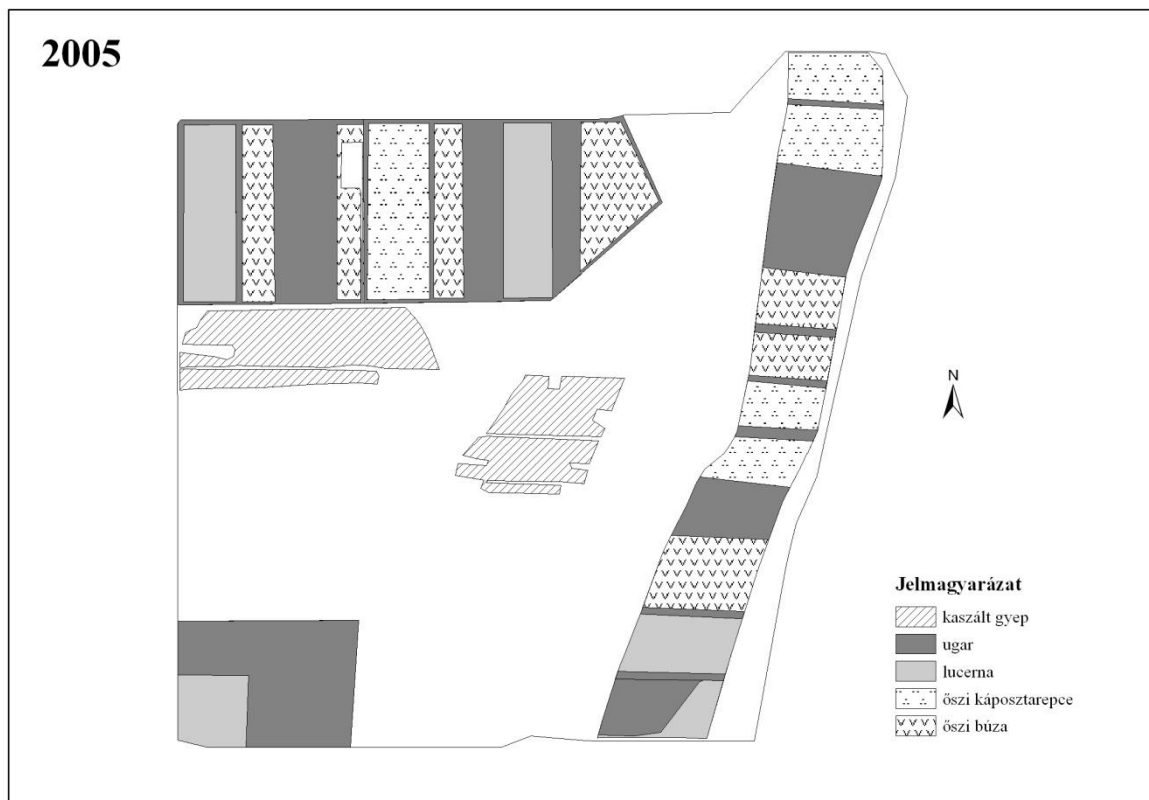 2005
N
Jelmagyarázat
kaszált gyep
ugar
lucerna
őszi káposztarepce
őszi búza